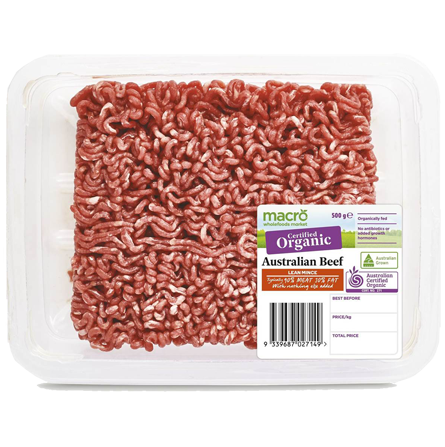 macro
wholefoods market
500 g e
Organically fed
No antibiotics or
added growth
hormones
Certified
Organic
Australian Beef
LEAN MINCE
Typically 90% MEAT 10% FAT
With nothing else added
Australian
Grown
Australian
Certified
Organic
BEST BEFORE
PRICE/kg
TOTAL PRICE
9 339687 027149 >